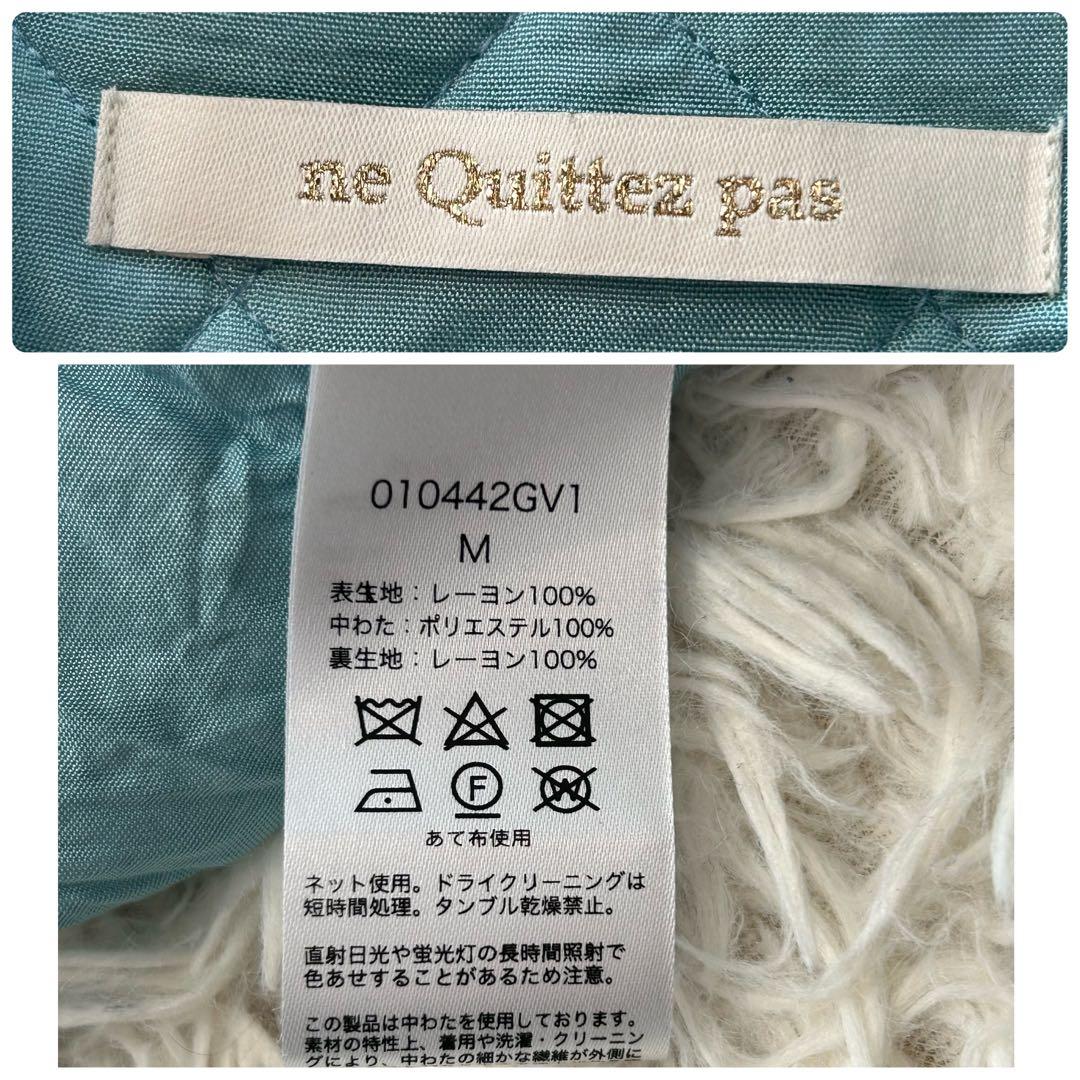 ne Quittez pas
010442GV1
M
表生地：レーヨン100%
中わた：ポリエステル100%
裏生地：レーヨン100%
F
W
あて布使用
ネット使用。ドライクリーニングは
短時間処理。タンブル乾燥禁止。
直射日光や蛍光灯の長時間照射で
色あせすることがあるため注意。
この製品は中わたを使用しております。
素材の特性上、着用や洗濯・クリーニン
グにより、中わたの細かな繊維が外側に